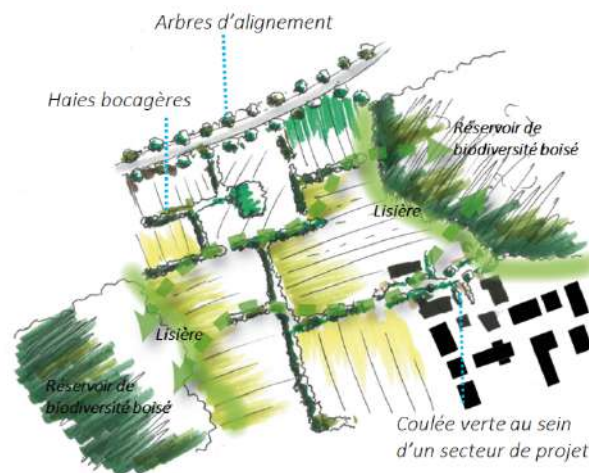 Arbres d'alignement
Haies bocagères
Réservoir de
biodiversité boisé
Lisière
Lisière
Réservoir de
biodiversité boisé
Coulée verte au sein
d'un secteur de projet